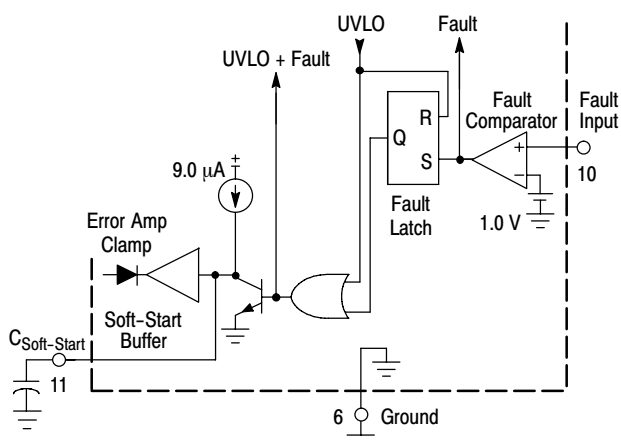 UVLO
Fault
UVLO + Fault
R
Q
S
Fault
Comparator
Fault
Input
+
–
10
9.0 µA
+
Fault
Latch
1.0 V
Error Amp
Clamp
Soft–Start
Buffer
CSoft–Start
11
6
Ground